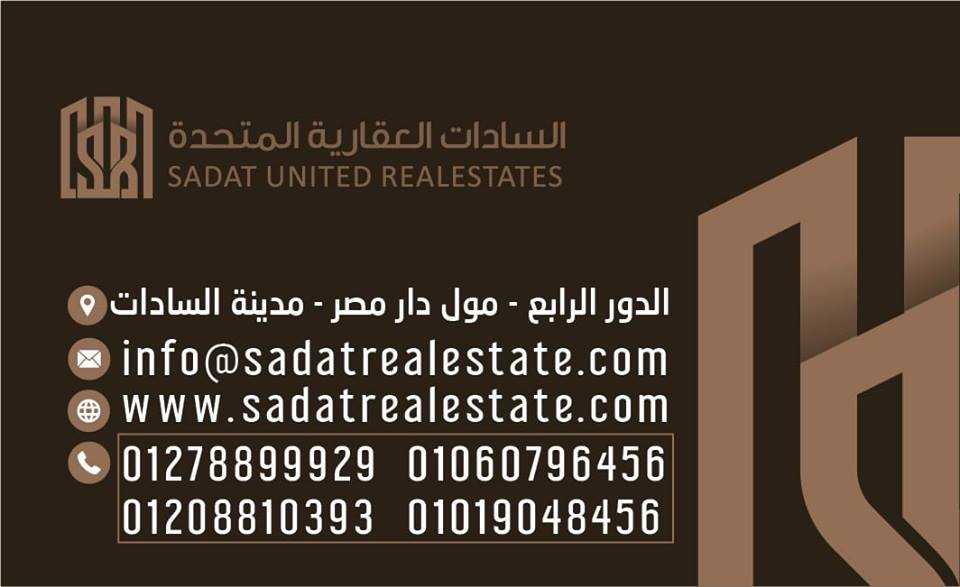 السادات العقارية المتحدة
SADAT UNITED REALESTATES
الدور الرابع - مول دار مصر - مدينة السادات
info@sadatrealestate.com
www.sadatrealestate.com
01278899929 01060796456
01208810393 01019048456